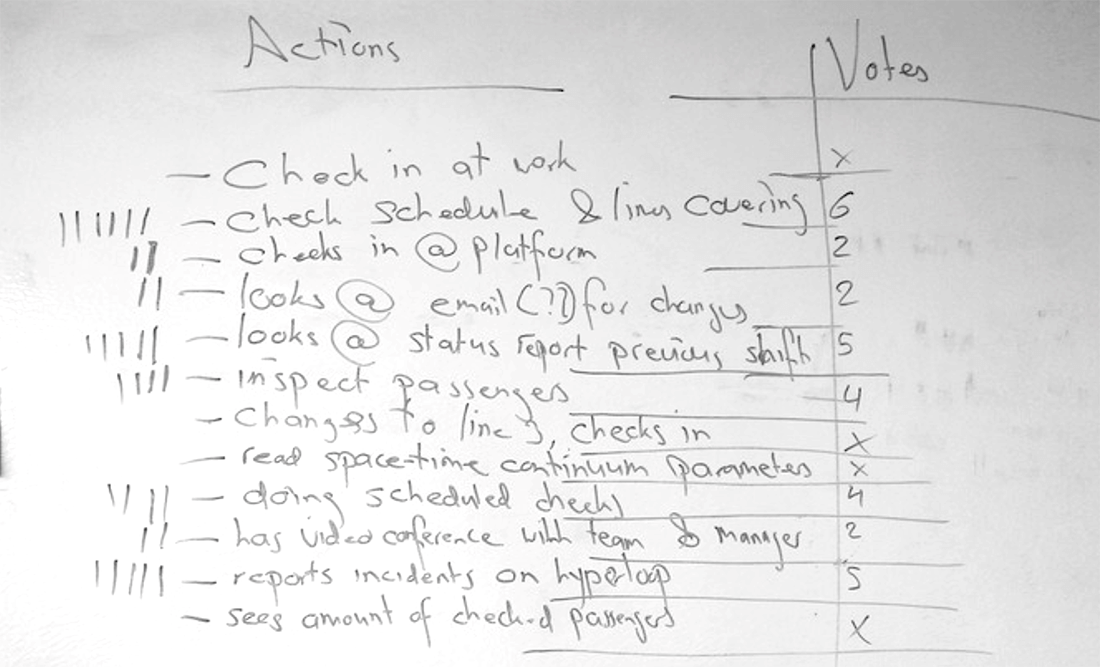 Actions Votes
— Check in at work x
|||||| — Check schedule & lines covering 6
|| — checks in @ platform 2
|| — looks @ email (?!) for changes 2
||||| — looks @ status report previous shift 5
|||| — inspect passengers 4
— Changes to line 3, checks in x
— read space-time continuum parameters x
|||| — doing scheduled checks 4
|| — has video conference with team & manager 2
||||| — reports incidents on hyperloop 5
— sees amount of checked passengers x